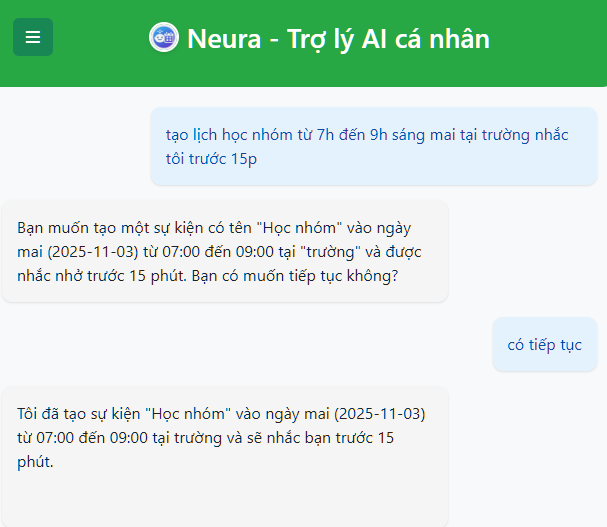 Neura - Trợ lý AI cá nhân
tạo lịch học nhóm từ 7h đến 9h sáng mai tại trường nhắc
tôi trước 15p
Bạn muốn tạo một sự kiện có tên "Học nhóm" vào ngày
mai (2025-11-03) từ 07:00 đến 09:00 tại "trường" và được
nhắc nhở trước 15 phút. Bạn có muốn tiếp tục không?
có tiếp tục
Tôi đã tạo sự kiện "Học nhóm" vào ngày mai (2025-11-03)
từ 07:00 đến 09:00 tại trường và sẽ nhắc bạn trước 15
phút.